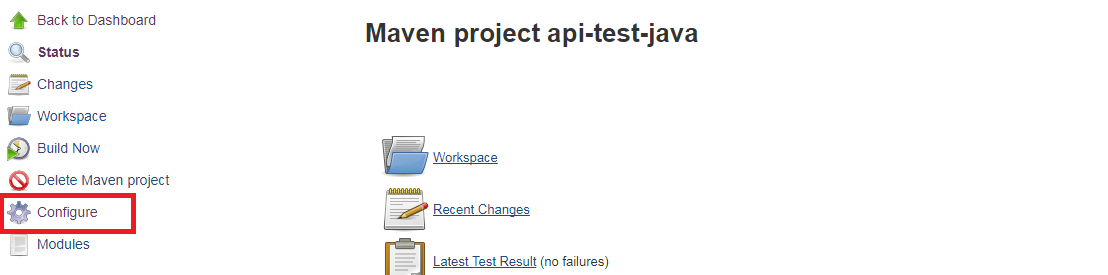 Back to Dashboard
Status
Changes
Workspace
Build Now
Delete Maven project
Configure
Modules
Maven project api-test-java
Workspace
Recent Changes
Latest Test Result (no failures)